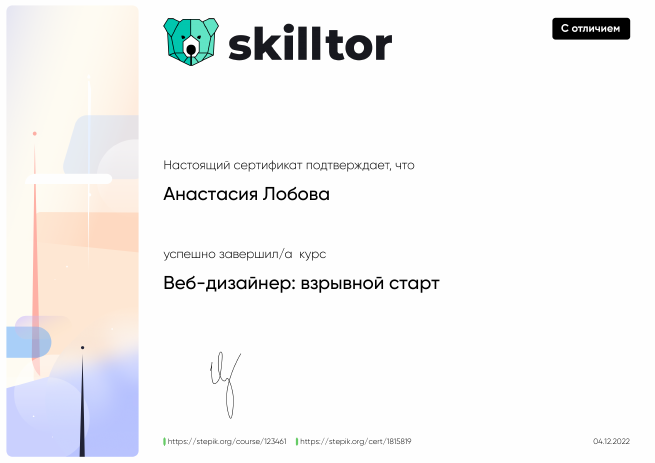 skilltor
С отличием
Настоящий сертификат подтверждает, что
Анастасия Лобова
успешно завершил/а курс
Веб-дизайнер: взрывной старт
https://stepik.org/course/123461
https://stepik.org/cert/1815819
04.12.2022